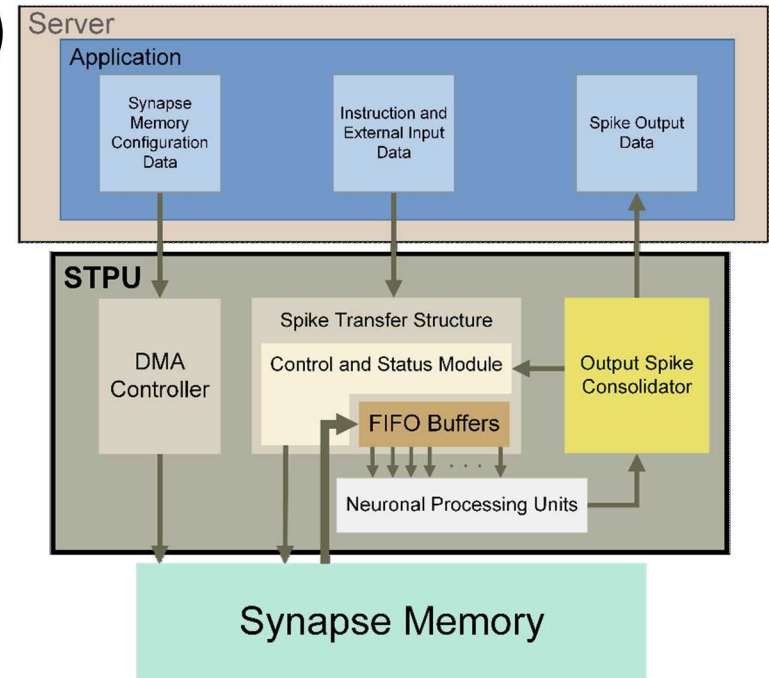 )
Server
Application
Synapse
Memory
Configuration
Data
Instruction and
External Input
Data
Spike Output
Data
STPU
DMA
Controller
Spike Transfer Structure
Control and Status Module
FIFO Buffers
. . . .
Neuronal Processing Units
Output Spike
Consolidator
Synapse Memory